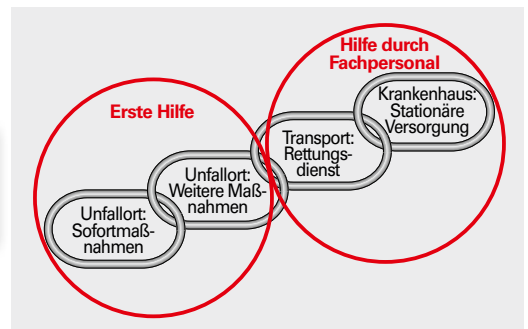 Erste Hilfe
Unfallort:
Sofortmaß-
nahmen
Unfallort:
Weitere Maß-
nahmen
Hilfe durch
Fachpersonal
Transport:
Rettungs-
dienst
Krankenhaus:
Stationäre
Versorgung